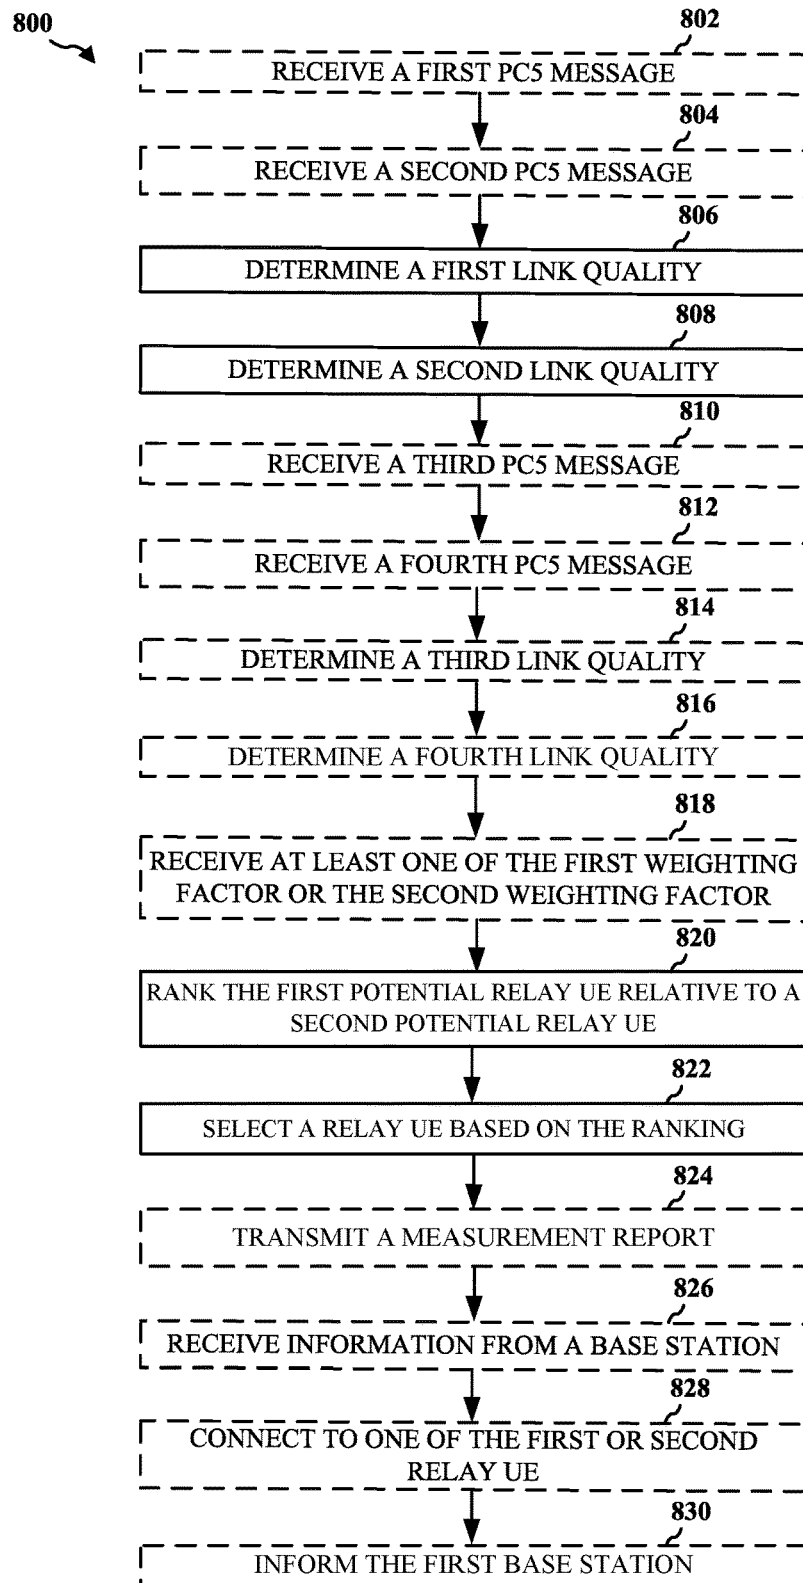 800
802
RECEIVE A FIRST PC5 MESSAGE
804
RECEIVE A SECOND PC5 MESSAGE
806
DETERMINE A FIRST LINK QUALITY
808
DETERMINE A SECOND LINK QUALITY
810
RECEIVE A THIRD PC5 MESSAGE
812
RECEIVE A FOURTH PC5 MESSAGE
814
DETERMINE A THIRD LINK QUALITY
816
DETERMINE A FOURTH LINK QUALITY
818
RECEIVE AT LEAST ONE OF THE FIRST WEIGHTING
FACTOR OR THE SECOND WEIGHTING FACTOR
820
RANK THE FIRST POTENTIAL RELAY UE RELATIVE TO A
SECOND POTENTIAL RELAY UE
822
SELECT A RELAY UE BASED ON THE RANKING
824
TRANSMIT A MEASUREMENT REPORT
826
RECEIVE INFORMATION FROM A BASE STATION
828
CONNECT TO ONE OF THE FIRST OR SECOND
RELAY UE
830
INFORM THE FIRST BASE STATION